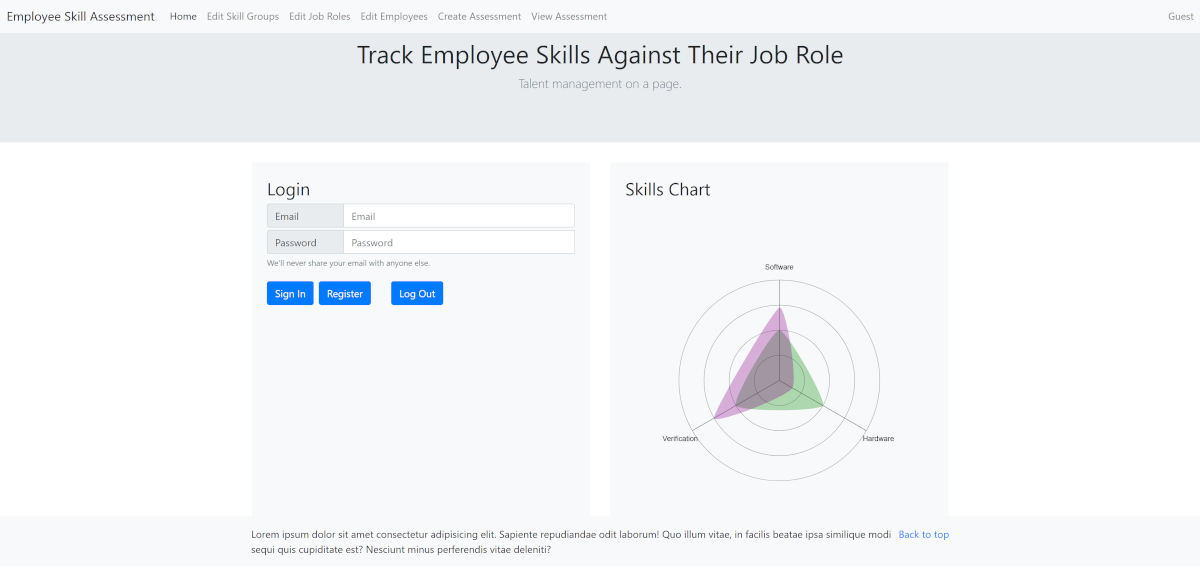 Employee Skill Assessment Home Edit Skill Groups Edit Job Roles Edit Employees Create Assessment View Assessment Guest
Track Employee Skills Against Their Job Role
Talent management on a page.
Login
Email Email
Password Password
We'll never share your email with anyone else.
Sign In Register Log Out
Skills Chart
Software
Verification Hardware
Lorem ipsum dolor sit amet consectetur adipisicing elit. Sapiente repudiandae odit laborum! Quo illum vitae, in facilis beatae ipsa similique modi Back to top
sequi quis cupiditate est? Nesciunt minus perferendis vitae deleniti?